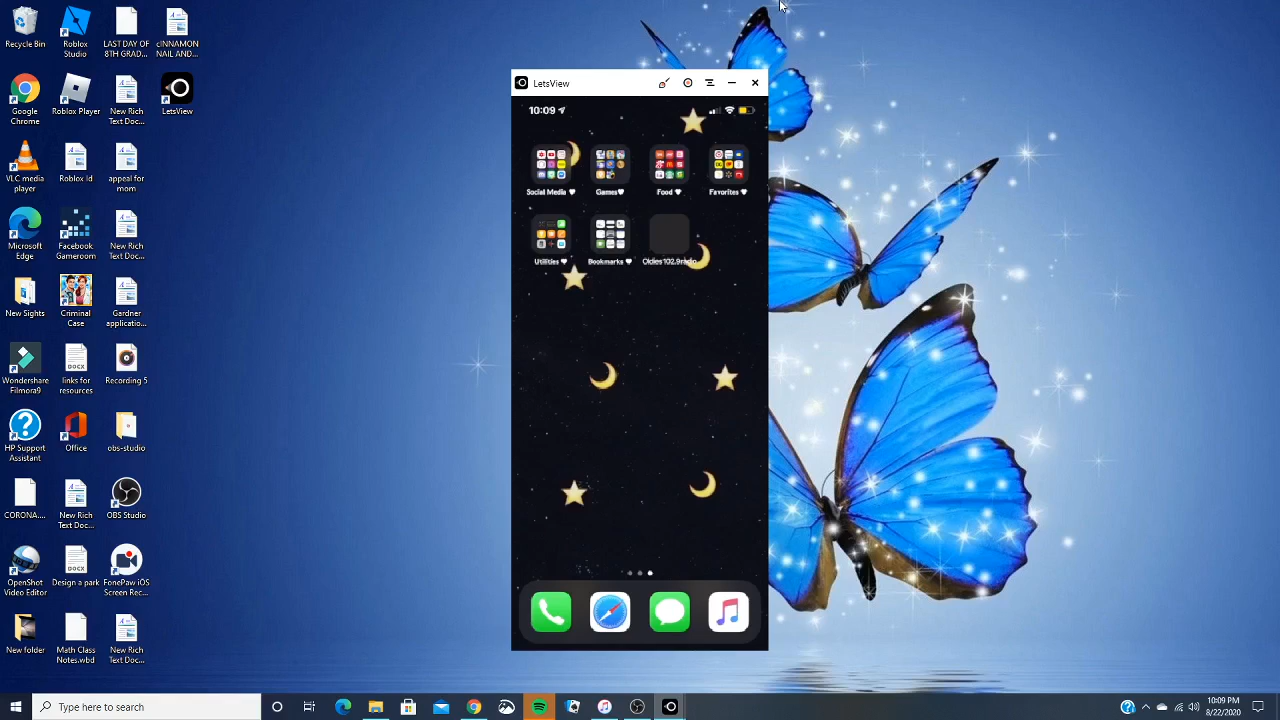 Recycle Bin
Roblox Studio
LAST DAY OF 8TH GRAD...
cINNAMON NAIL AND...
Google Chrome
Roblox Player
New Rich Text Doc...
LetsView
VLC media player
Roblox Id
appeal for mom
Microsoft Edge
Facebook Gameroom
New Rich Text Doc...
New Sights
Criminal Case
Gardner applicatio...
Wondershare Filmora9
links for resources
Recording 5
HP Support Assistant
Office
obs-studio
CORONA....
New Rich Text Doc...
OBS Studio
OpenShot Video Editor
Design a park
FonePaw iOS Screen Rec...
New folder
Math Class Notes.wbd
New Rich Text Doc...
LetsView
10:09
Social Media
Games
Food
Favorites
Utilities
Bookmarks
Oldies102.9radio
Type here to search
10:09 PM
8/22/2020